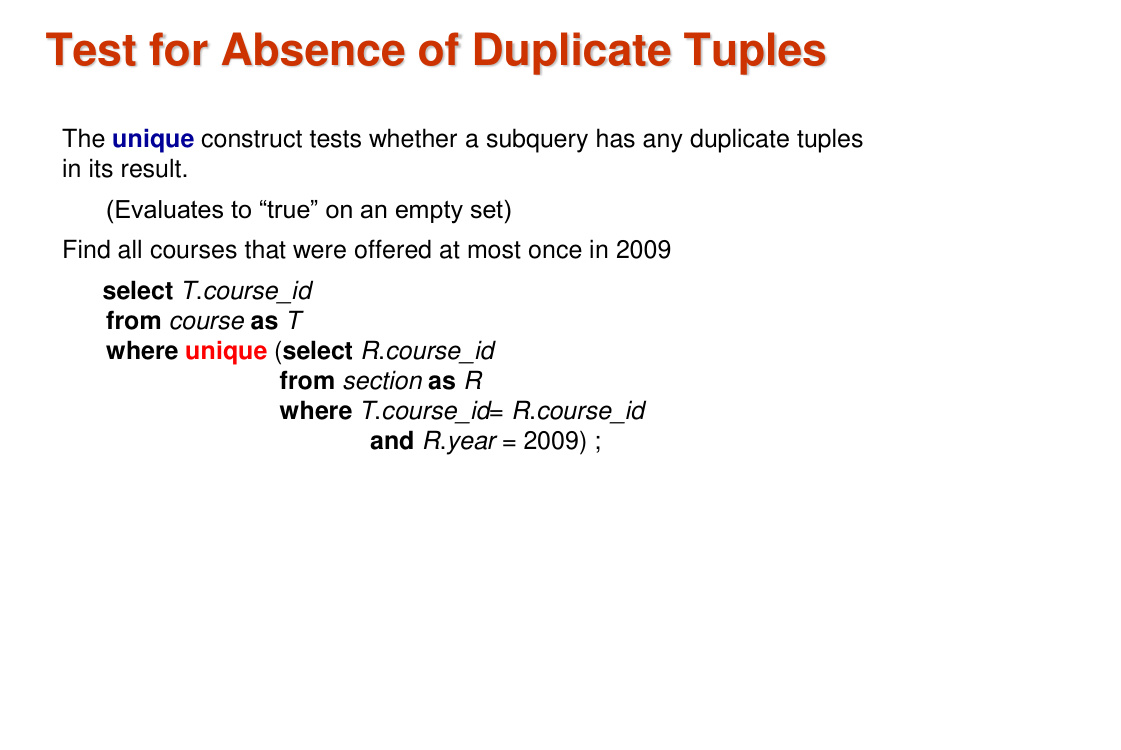 Test for Absence of Duplicate Tuples
The unique construct tests whether a subquery has any duplicate tuples
in its result.
(Evaluates to “true” on an empty set)
Find all courses that were offered at most once in 2009
select T.course_id
from course as T
where unique (select R.course_id
from section as R
where T.course_id= R.course_id
and R.year = 2009) ;